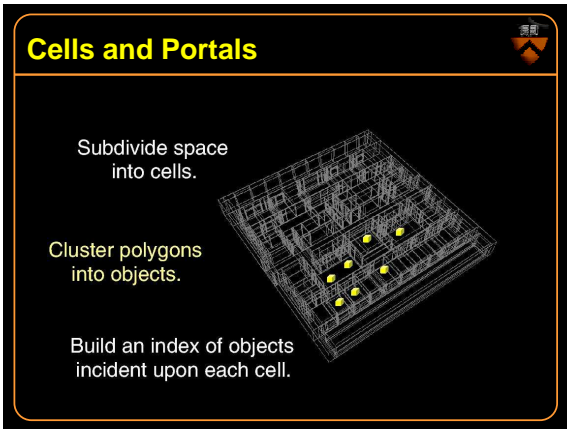 Cells and Portals
Subdivide space
into cells.
Cluster polygons
into objects.
Build an index of objects
incident upon each cell.